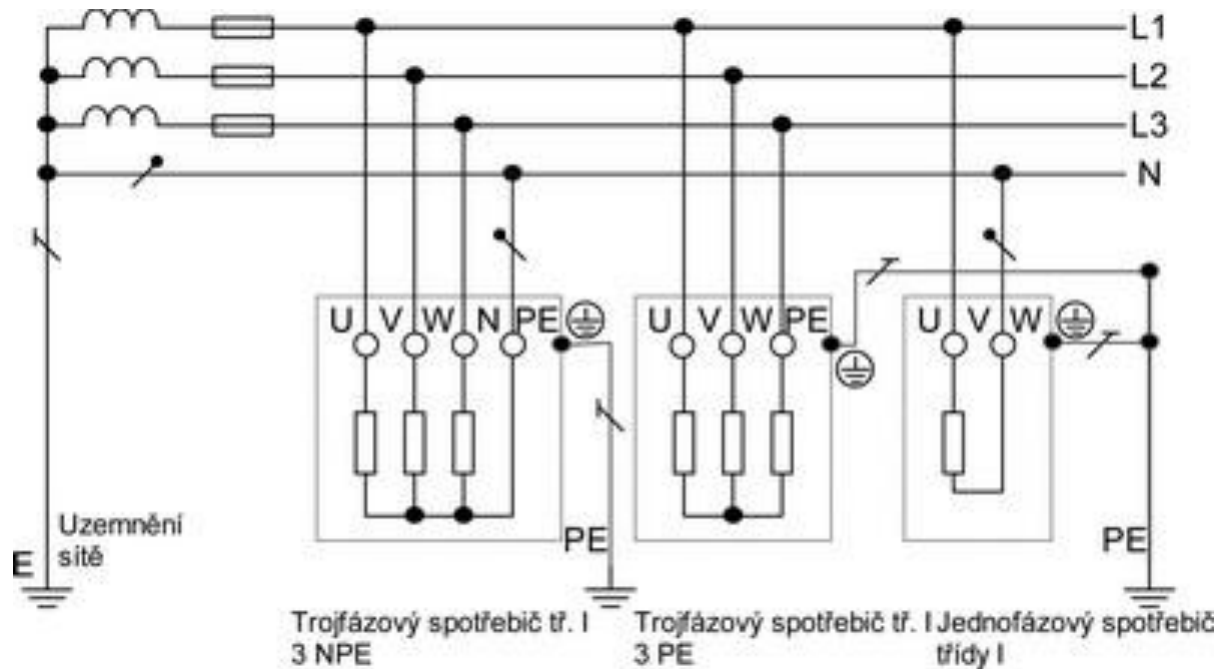 L1
L2
L3
N
U V W N PE
U V W PE
U V W
Uzemnění
sítě
E
PE
PE
Trojfázový spotřebič tř. I
3 NPE
Trojfázový spotřebič tř. I
3 PE
Jednofázový spotřebič
třídy I